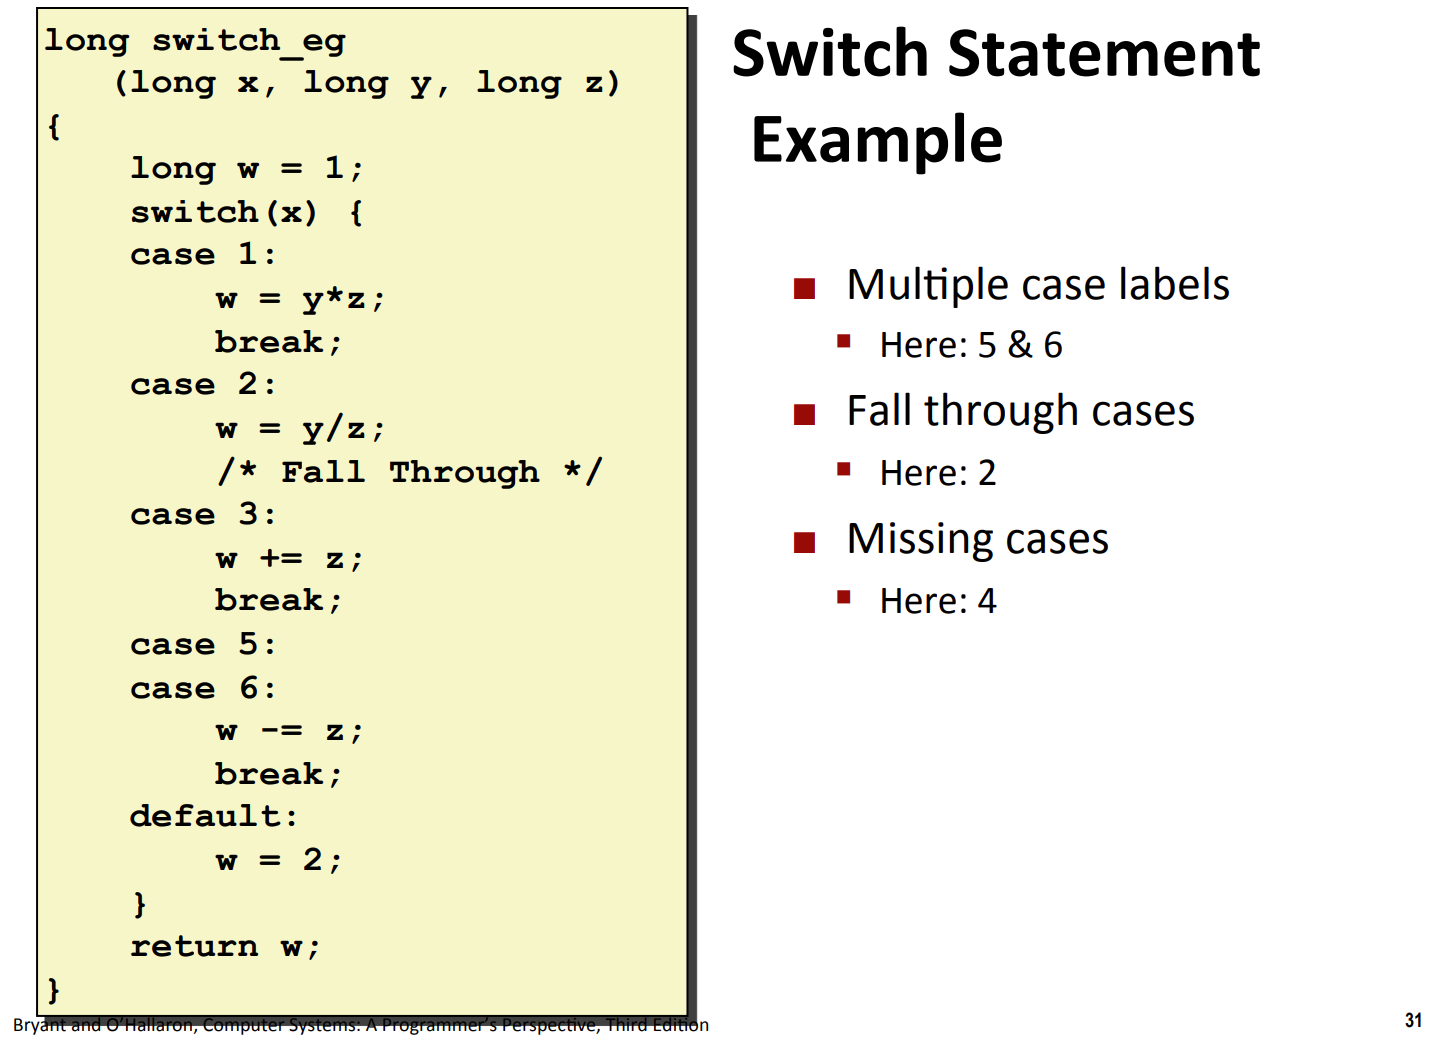 long switch_eg
(long x, long y, long z)
{
long w = 1;
switch(x) {
case 1:
w = y*z;
break;
case 2:
w = y/z;
/* Fall Through */
case 3:
w += z;
break;
case 5:
case 6:
w -= z;
break;
default:
w = 2;
}
return w;
}
Switch Statement
Example
Multiple case labels
Here: 5 & 6
Fall through cases
Here: 2
Missing cases
Here: 4
Bryant and O'Hallaron, Computer Systems: A Programmer's Perspective, Third Edition
31